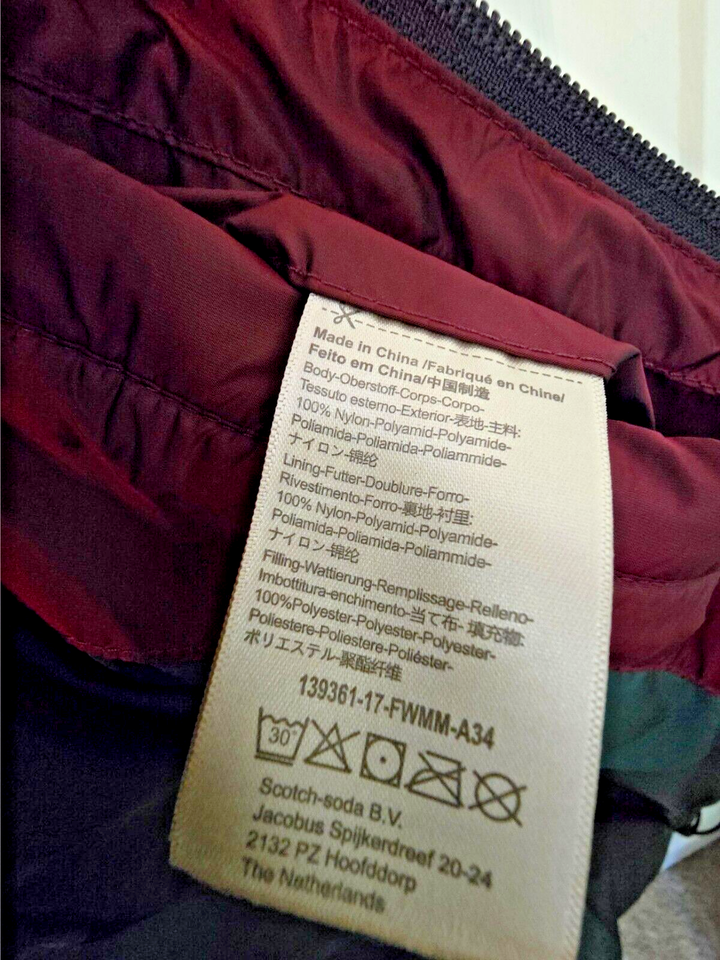 Made in China /Fabriqué en Chine/
Feito em China/中国制造
Body-Oberstoff-Corps-Corpo-
Tessuto esterno-Exterior-表地-主料:
100% Nylon-Polyamid-Polyamide-
Poliamida-Poliamida-Poliammide-
ナイロン-锦纶
Lining-Futter-Doublure-Forro-
Rivestimento-Forro-裏地-衬里:
100% Nylon-Polyamid-Polyamide-
Poliamida-Poliamida-Poliammide-
ナイロン-锦纶
Filling-Wattierung-Remplissage-Relleno-
Imbottitura-enchimento-当て布- 填充物:
100%Polyester-Polyester-Polyester-
Poliestere-Poliestere-Poliéster-
ポリエステル-聚酯纤维
139361-17-FWMM-A34
30°
Scotch-soda B.V.
Jacobus Spijkerdreef 20-24
2132 PZ Hoofddorp
The Netherlands